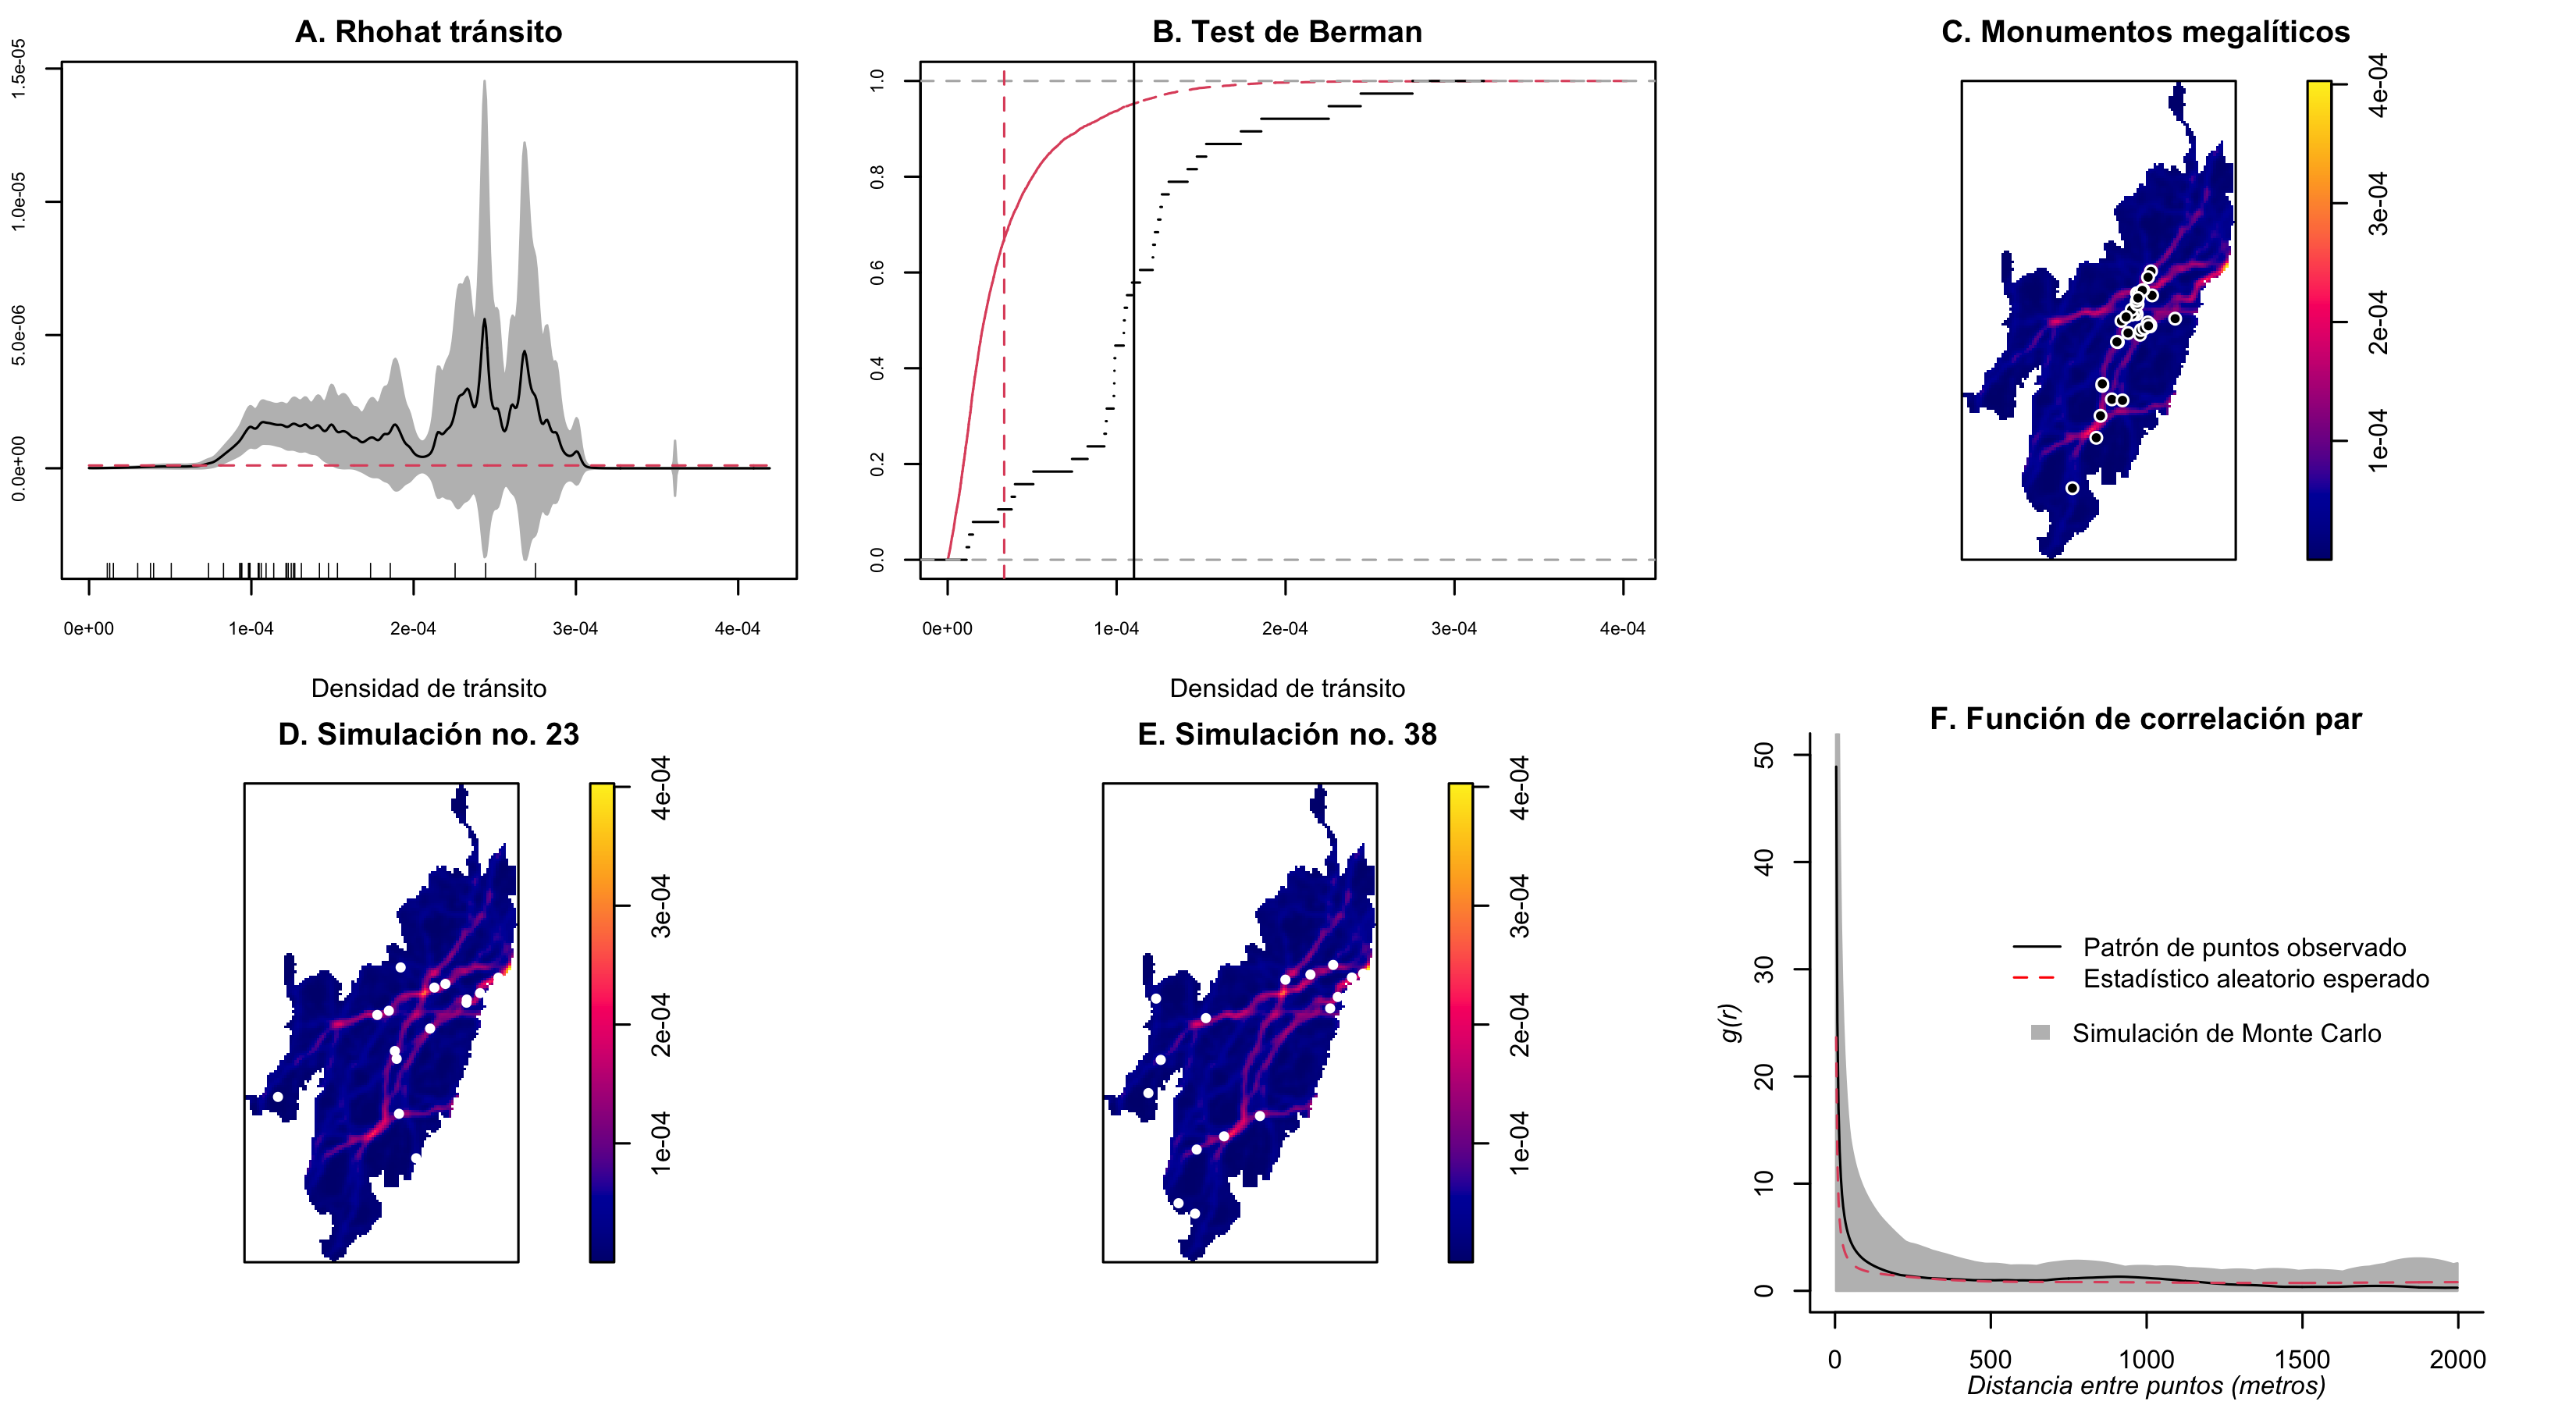 A. Rhohat tránsito
1.5e-05
1.0e-05
5.0e-06
0.0e+00
0e+00 1e-04 2e-04 3e-04 4e-04
Densidad de tránsito
B. Test de Berman
1.0
0.8
0.6
0.4
0.2
0.0
0e+00 1e-04 2e-04 3e-04 4e-04
Densidad de tránsito
C. Monumentos megalíticos
4e-04
3e-04
2e-04
1e-04
D. Simulación no. 23
4e-04
3e-04
2e-04
1e-04
E. Simulación no. 38
4e-04
3e-04
2e-04
1e-04
F. Función de correlación par
50
40
30
20
10
0
g(r)
Patrón de puntos observado
Estadístico aleatorio esperado
Simulación de Monte Carlo
0 500 1000 1500 2000
Distancia entre puntos (metros)